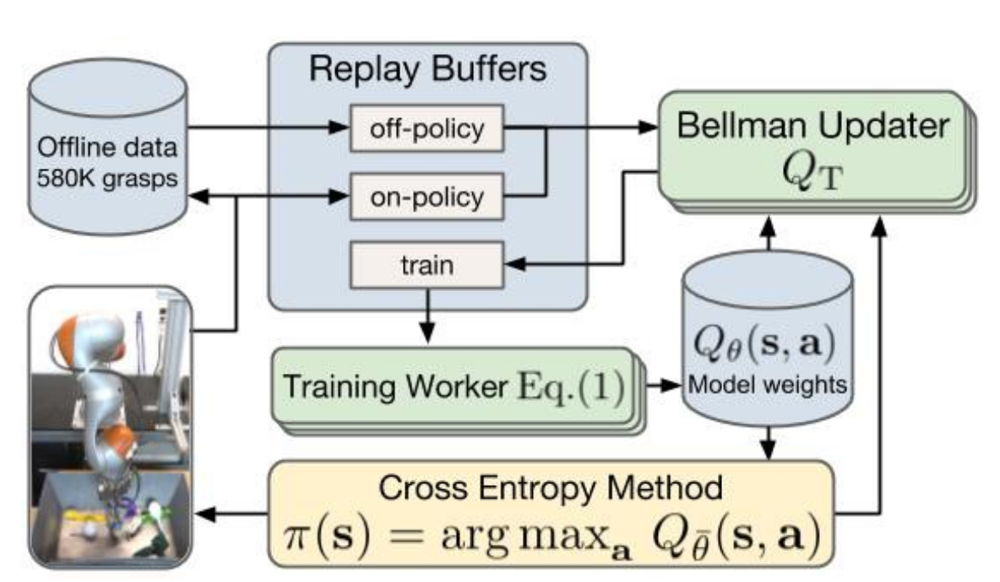 Replay Buffers
Offline data
580K grasps
off-policy
on-policy
train
Bellman Updater
Q_T
Training Worker Eq.(1)
Q_θ(s, a)
Model weights
Cross Entropy Method
π(s) = arg max_a Q_θ̄(s, a)